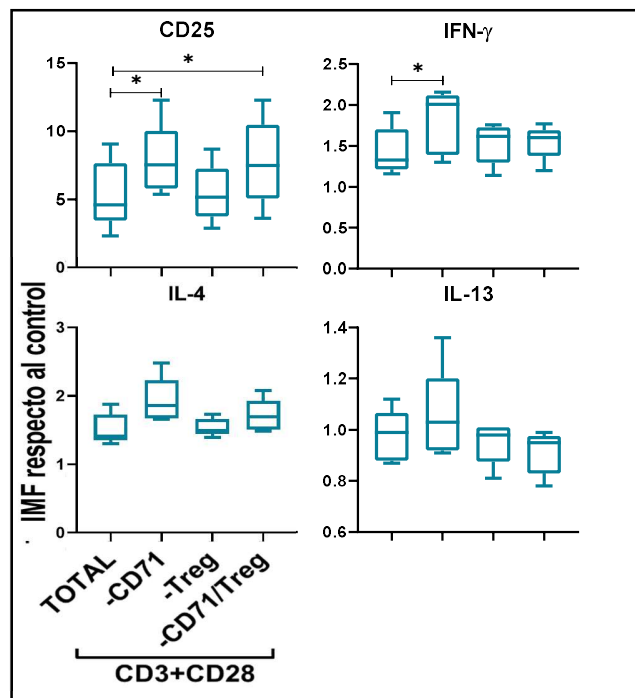 CD25
IFN-γ
*
*
*
15
10
5
0
2.5
2.0
1.5
1.0
0.5
0.0
IL-4
IL-13
IMF respecto al control
3
2
1
0
1.4
1.2
1.0
0.8
0.6
TOTAL
-CD71
-Treg
-CD71/Treg
CD3+CD28